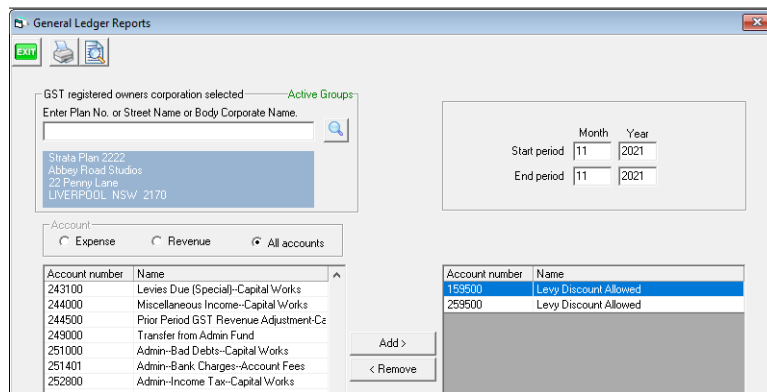 General Ledger Reports
EXIT
GST registered owners corporation selected Active Groups
Enter Plan No. or Street Name or Body Corporate Name.
Strata Plan 2222
Abbey Road Studios
22 Penny Lane
LIVERPOOL NSW 2170
Month Year
Start period 11 2021
End period 11 2021
Account
Expense Revenue All accounts
Account number Name
243100 Levies Due (Special)--Capital Works
244000 Miscellaneous Income--Capital Works
244500 Prior Period GST Revenue Adjustment-Ca
249000 Transfer from Admin Fund
251000 Admin--Bad Debts--Capital Works
251401 Admin--Bank Charges--Account Fees
252800 Admin--Income Tax--Capital Works
Add >
< Remove
Account number Name
159500 Levy Discount Allowed
259500 Levy Discount Allowed